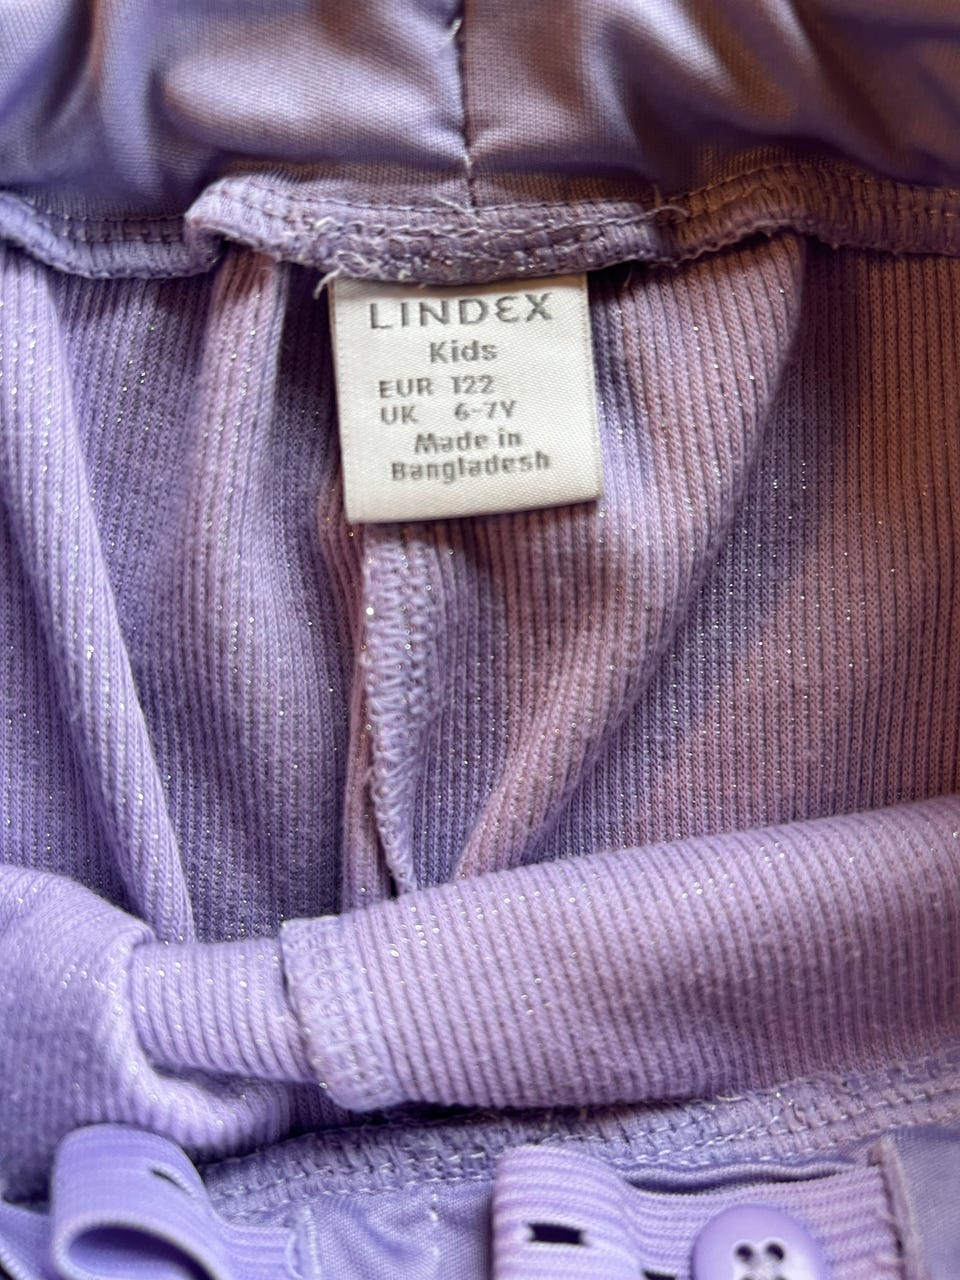 LINDEX
Kids
EUR 122
UK 6-7Y
Made in
Bangladesh